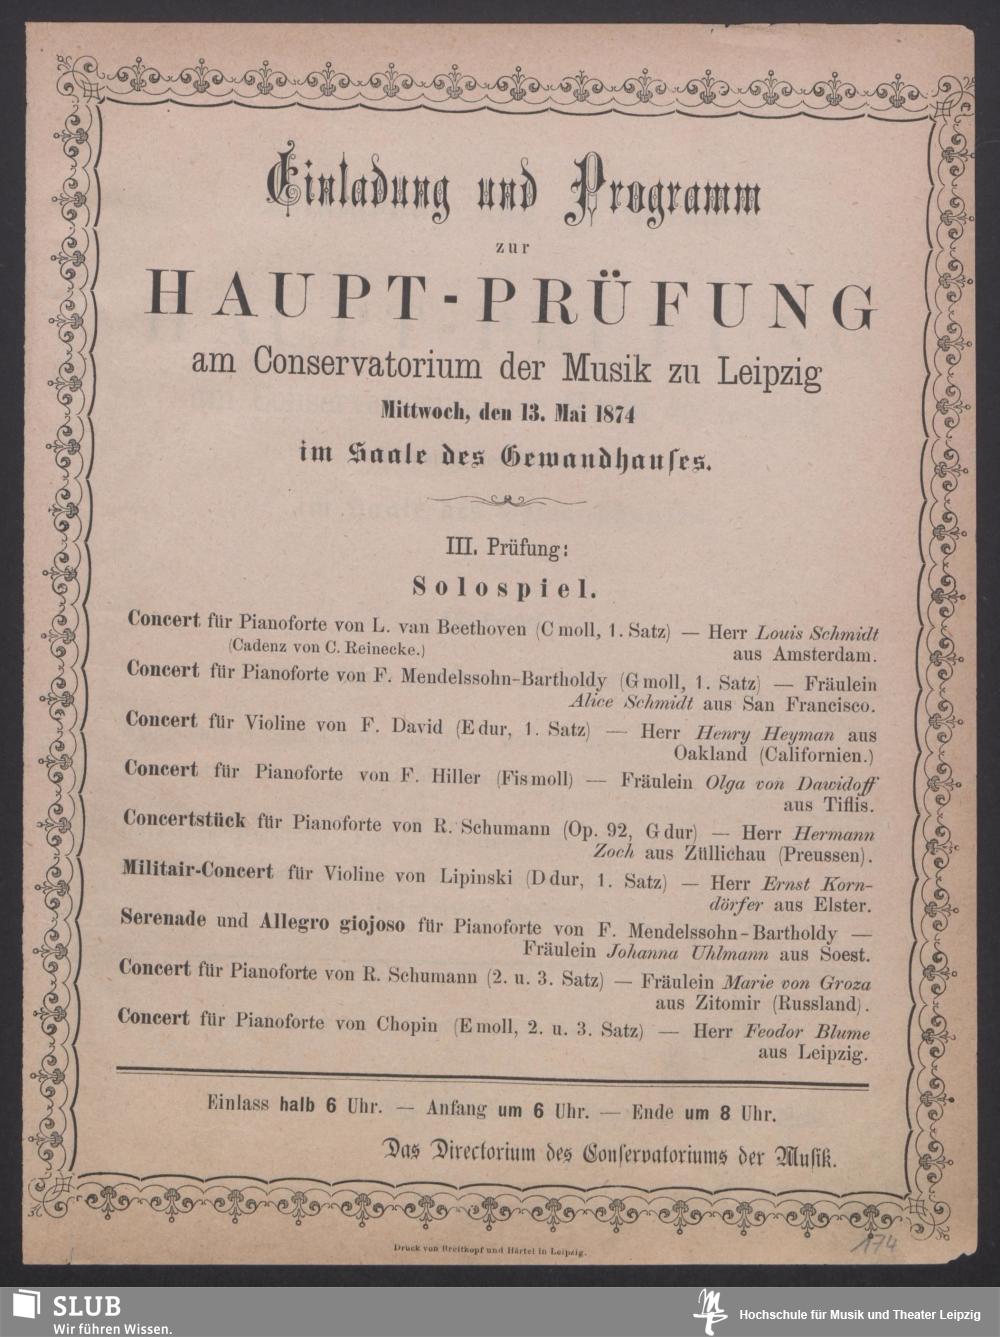 Einladung und Programm
zur
HAUPT-PRÜFUNG
am Conservatorium der Musik zu Leipzig
Mittwoch, den 13. Mai 1874
im Saale des Gewandhauses.
III. Prüfung:
Solospiel.
Concert für Pianoforte von L. van Beethoven (C moll, 1. Satz) — Herr Louis Schmidt
(Cadenz von C. Reinecke.) aus Amsterdam.
Concert für Pianoforte von F. Mendelssohn-Bartholdy (G moll, 1. Satz) — Fräulein
Alice Schmidt aus San Francisco.
Concert für Violine von F. David (E dur, 1. Satz) — Herr Henry Heyman aus
Oakland (Californien.)
Concert für Pianoforte von F. Hiller (Fis moll) — Fräulein Olga von Dawidoff
aus Tiflis.
Concertstück für Pianoforte von R. Schumann (Op. 92, G dur) — Herr Hermann
Zoch aus Züllichau (Preussen).
Militair-Concert für Violine von Lipinski (D dur, 1. Satz) — Herr Ernst Korn-
dörfer aus Elster.
Serenade und Allegro giojoso für Pianoforte von F. Mendelssohn-Bartholdy —
Fräulein Johanna Uhlmann aus Soest.
Concert für Pianoforte von R. Schumann (2. u. 3. Satz) — Fräulein Marie von Groza
aus Zitomir (Russland).
Concert für Pianoforte von Chopin (E moll, 2. u. 3. Satz) — Herr Feodor Blume
aus Leipzig.
Einlass halb 6 Uhr. — Anfang um 6 Uhr. — Ende um 8 Uhr.
Das Directorium des Conservatoriums der Musik.
Druck von Breitkopf und Härtel in Leipzig.
174
SLUB
Wir führen Wissen.
Hochschule für Musik und Theater Leipzig